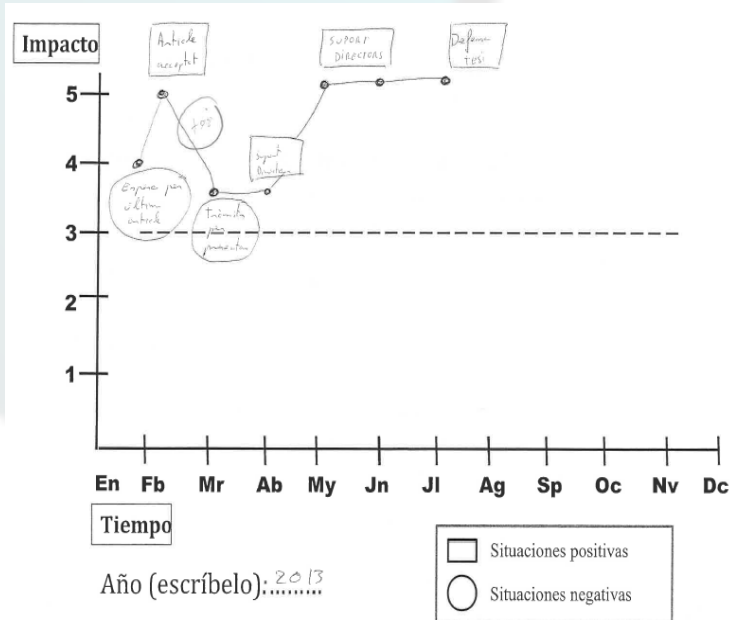 Impacto
Article
acceptat
SUPORT
DIRECTORS
Defensa
TESI
5
4
Suport
Directors
Espera per
últim
article
Tràmits
per
presentar
3
2
1
En Fb Mr Ab My Jn Jl Ag Sp Oc Nv Dc
Tiempo
Año (escríbelo): 2013
Situaciones positivas
Situaciones negativas